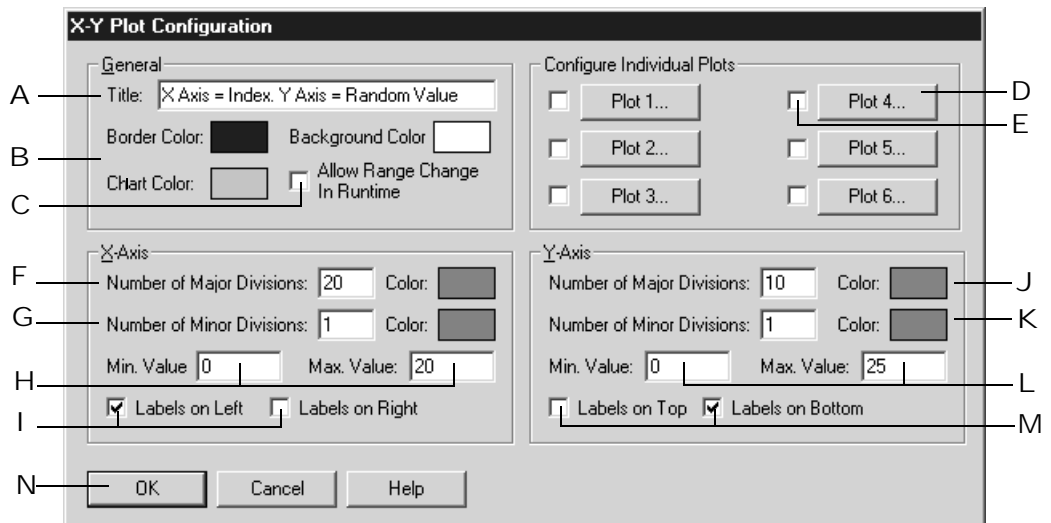 X-Y Plot Configuration
General
A
Title: X Axis = Index. Y Axis = Random Value
B
Border Color: Background Color
Chart Color: Allow Range Change
In Runtime
C
Configure Individual Plots
Plot 1... Plot 4...
D
E
Plot 2... Plot 5...
Plot 3... Plot 6...
X-Axis
F
Number of Major Divisions: 20 Color:
G
Number of Minor Divisions: 1 Color:
H
Min. Value 0 Max. Value: 20
I
Labels on Left Labels on Right
Y-Axis
Number of Major Divisions: 10 Color:
J
Number of Minor Divisions: 1 Color:
K
Min. Value: 0 Max. Value: 25
L
Labels on Top Labels on Bottom
M
N
OK Cancel Help